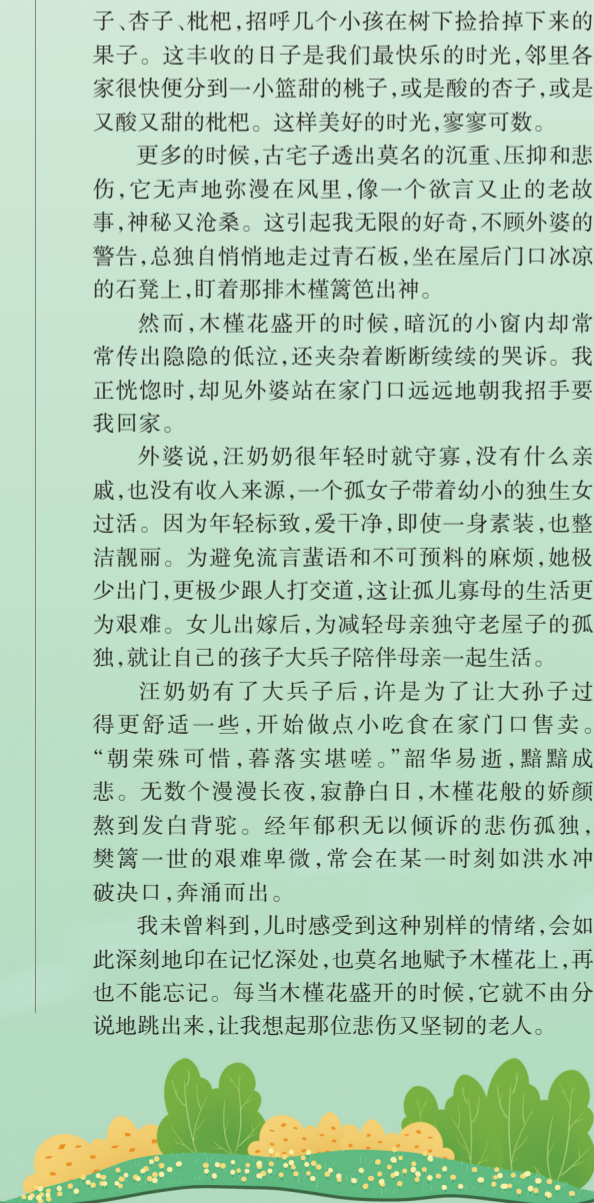 子、杏子、枇杷,招呼几个小孩在树下捡拾掉下来的
果子。这丰收的日子是我们最快乐的时光,邻里各
家很快便分到一小篮甜的桃子,或是酸的杏子,或是
又酸又甜的枇杷。这样美好的时光,寥寥可数。
更多的时候,古宅子透出莫名的沉重、压抑和悲
伤,它无声地弥漫在风里,像一个欲言又止的老故
事,神秘又沧桑。这引起我无限的好奇,不顾外婆的
警告,总独自悄悄地走过青石板,坐在屋后门口冰凉
的石凳上,盯着那排木槿篱笆出神。
然而,木槿花盛开的时候,暗沉的小窗内却常
常传出隐隐的低泣,还夹杂着断断续续的哭诉。我
正恍惚时,却见外婆站在家门口远远地朝我招手要
我回家。
外婆说,汪奶奶很年轻时就守寡,没有什么亲
戚,也没有收入来源,一个孤女子带着幼小的独生女
过活。因为年轻标致,爱干净,即使一身素装,也整
洁靓丽。为避免流言蜚语和不可预料的麻烦,她极
少出门,更极少跟人打交道,这让孤儿寡母的生活更
为艰难。女儿出嫁后,为减轻母亲独守老屋子的孤
独,就让自己的孩子大兵子陪伴母亲一起生活。
汪奶奶有了大兵子后,许是为了让大孙子过
得更舒适一些,开始做点小吃食在家门口售卖。
“朝荣殊可惜,暮落实堪嗟。”韶华易逝,黯黯成
悲。无数个漫漫长夜,寂静白日,木槿花般的娇颜
熬到发白背驼。经年郁积无以倾诉的悲伤孤独,
樊篱一世的艰难卑微,常会在某一时刻如洪水冲
破决口,奔涌而出。
我未曾料到,儿时感受到这种别样的情绪,会如
此深刻地印在记忆深处,也莫名地赋予木槿花上,再
也不能忘记。每当木槿花盛开的时候,它就不由分
说地跳出来,让我想起那位悲伤又坚韧的老人。